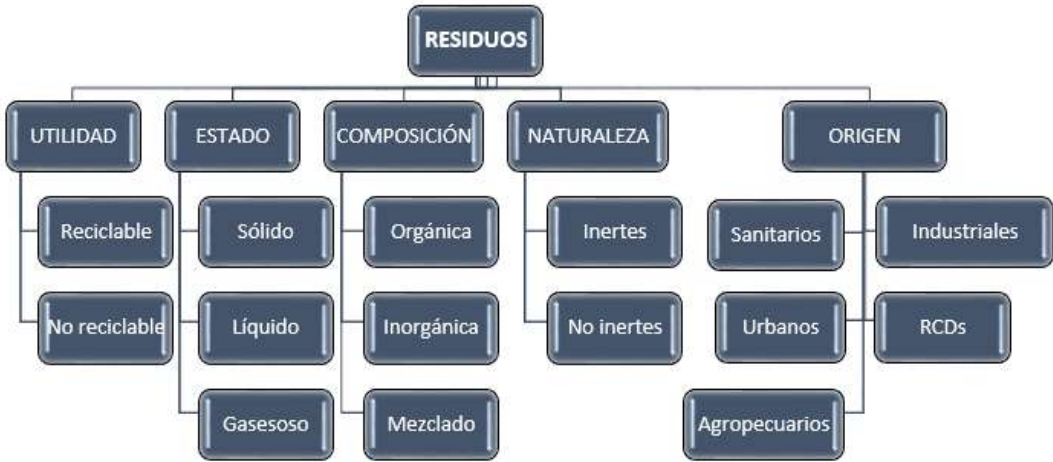 RESIDUOS
UTILIDAD
ESTADO
COMPOSICIÓN
NATURALEZA
ORIGEN
Reciclable
Sólido
Orgánica
Inertes
Sanitarios
Industriales
No reciclable
Líquido
Inorgánica
No inertes
Urbanos
RCDs
Gasesoso
Mezclado
Agropecuarios